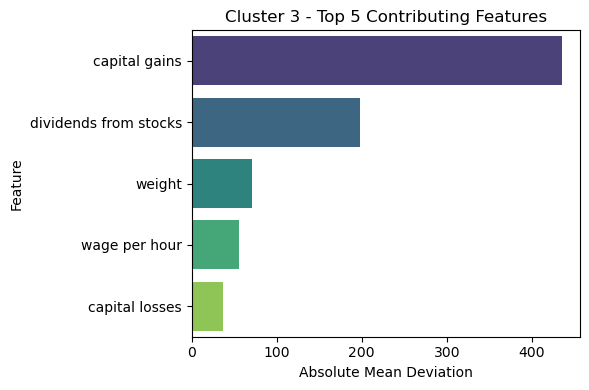 Cluster 3 - Top 5 Contributing Features
Feature
capital gains
dividends from stocks
weight
wage per hour
capital losses
0 100 200 300 400
Absolute Mean Deviation